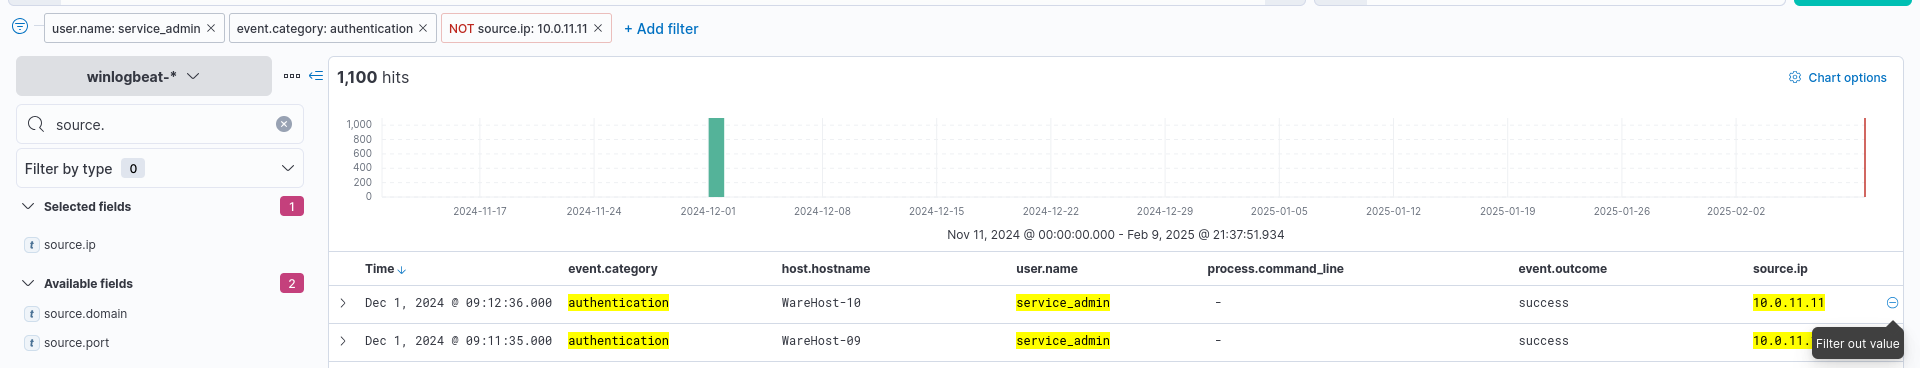 user.name: service_admin × event.category: authentication × NOT source.ip: 10.0.11.11 × + Add filter
winlogbeat-*
source.
Filter by type 0
Selected fields 1
t source.ip
Available fields 2
t source.domain
t source.port
1,100 hits
Chart options
1,000
800
600
400
200
0
2024-11-17 2024-11-24 2024-12-01 2024-12-08 2024-12-15 2024-12-22 2024-12-29 2025-01-05 2025-01-12 2025-01-19 2025-01-26 2025-02-02
Nov 11, 2024 @ 00:00:00.000 - Feb 9, 2025 @ 21:37:51.934
Time ↓ event.category host.hostname user.name process.command_line event.outcome source.ip
Dec 1, 2024 @ 09:12:36.000 authentication WareHost-10 service_admin - success 10.0.11.11
Dec 1, 2024 @ 09:11:35.000 authentication WareHost-09 service_admin - success 10.0.11.
Filter out value